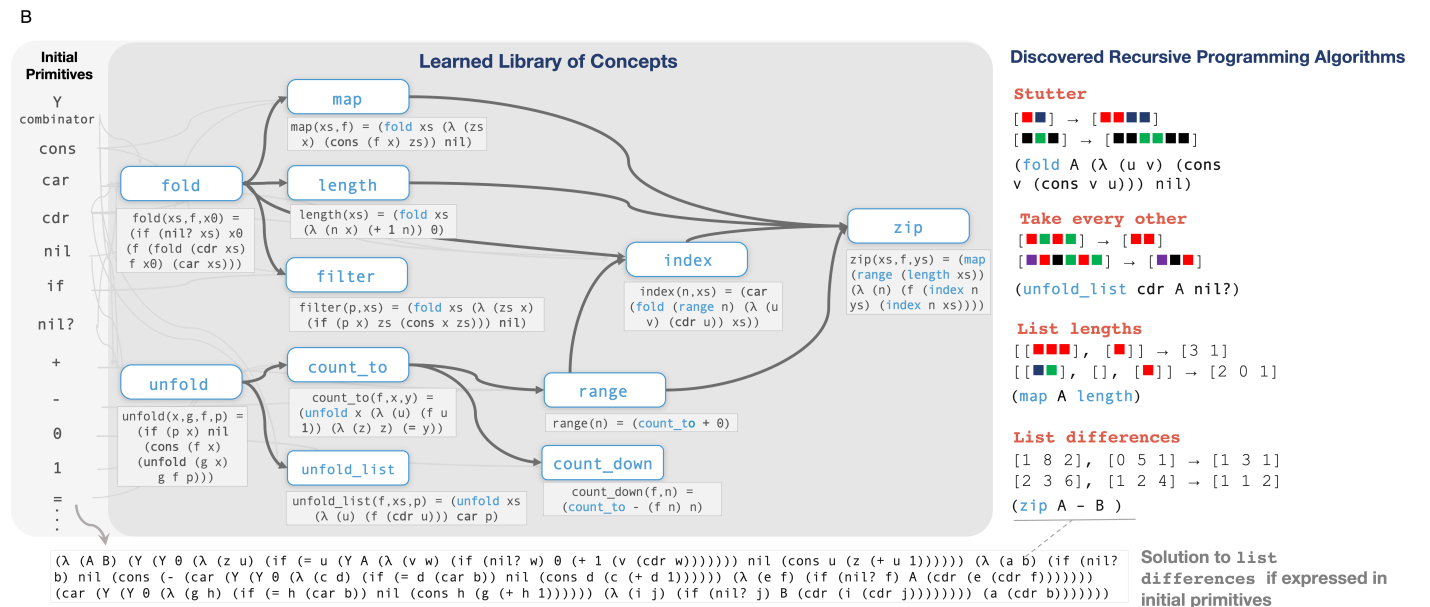 B
Initial
Primitives
Learned Library of Concepts
Discovered Recursive Programming Algorithms
Y
combinator
cons
car
cdr
nil
if
nil?
+
-
0
1
=
fold
fold(xs,f,x0) =
(if (nil? xs) x0
(f (fold (cdr xs)
f x0) (car xs)))
unfold
unfold(x,g,f,p) =
(if (p x) nil
(cons (f x)
(unfold (g x)
g f p)))
map
map(xs,f) = (fold xs (λ (zs
x) (cons (f x) zs)) nil)
length
length(xs) = (fold xs
(λ (n x) (+ 1 n)) 0)
filter
filter(p,xs) = (fold xs (λ (zs x)
(if (p x) zs (cons x zs))) nil)
count_to
count_to(f,x,y) =
(unfold x (λ (u) (f u
1)) (λ (z) z) (= y))
unfold_list
unfold_list(f,xs,p) = (unfold xs
(λ (u) (f (cdr u))) car p)
index
index(n,xs) = (car
(fold (range n) (λ (u
v) (cdr u)) xs))
range
range(n) = (count_to + 0)
count_down
count_down(f,n) =
(count_to - (f n) n)
zip
zip(xs,f,ys) = (map
(range (length xs))
(λ (n) (f (index n
ys) (index n xs))))
Stutter
[ ] → [ ]
[ ] → [ ]
(fold A (λ (u v) (cons
v (cons v u))) nil)
Take every other
[ ] → [ ]
[ ] → [ ]
(unfold_list cdr A nil?)
List lengths
[[ ], [ ]] → [3 1]
[[ ], [], [ ]] → [2 0 1]
(map A length)
List differences
[1 8 2], [0 5 1] → [1 3 1]
[2 3 6], [1 2 4] → [1 1 2]
(zip A – B )
(λ (A B) (Y (Y 0 (λ (z u) (if (= u (Y A (λ (v w) (if (nil? w) 0 (+ 1 (v (cdr w))))))) nil (cons u (z (+ u 1)))))) (λ (a b) (if (nil?
b) nil (cons (- (car (Y (Y 0 (λ (c d) (if (= d (car b)) nil (cons d (c (+ d 1)))))) (λ (e f) (if (nil? f) A (cdr (e (cdr f)))))))
(car (Y (Y 0 (λ (g h) (if (= h (car b)) nil (cons h (g (+ h 1)))))) (λ (i j) (if (nil? j) B (cdr (i (cdr j)))))))) (a (cdr b)))))))
Solution to list
differences if expressed in
initial primitives